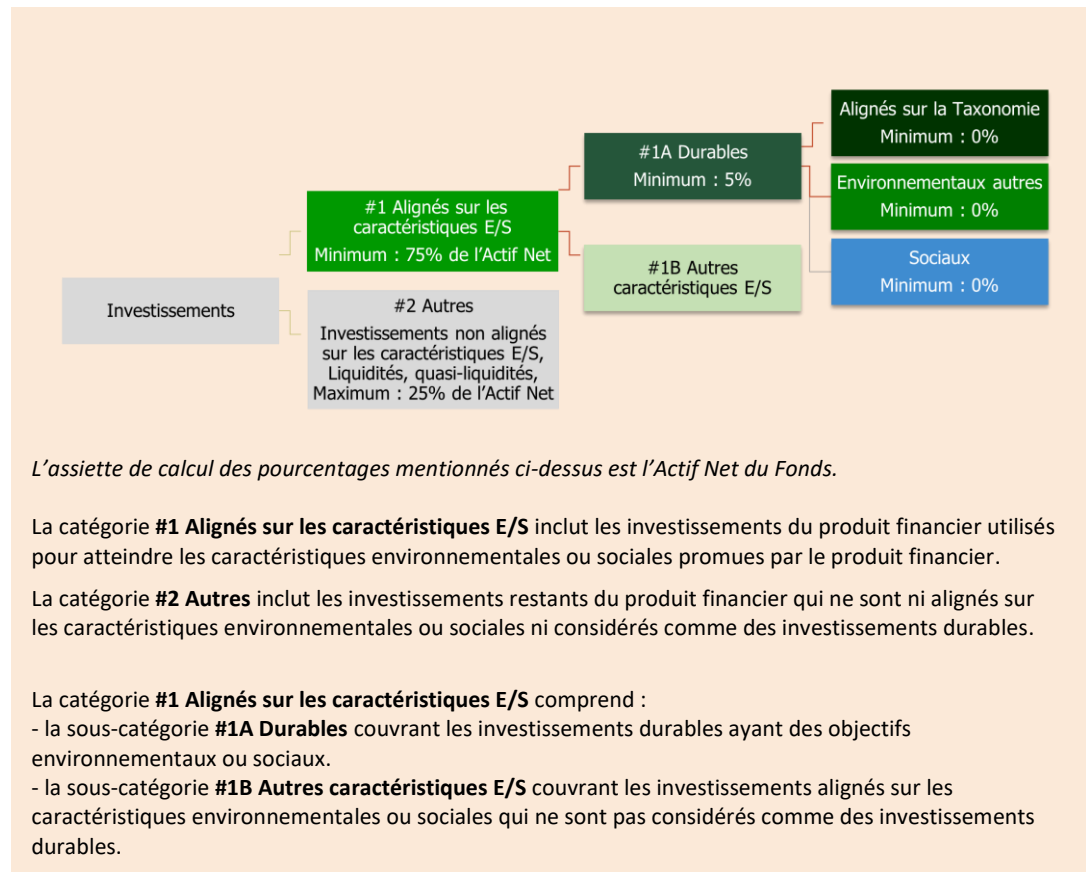 Alignés sur la Taxonomie
Minimum : 0%
#1A Durables
Minimum : 5%
Environnementaux autres
Minimum : 0%
#1 Alignés sur les
caractéristiques E/S
Minimum : 75% de l'Actif Net
Sociaux
Minimum : 0%
#1B Autres
caractéristiques E/S
Investissements
#2 Autres
Investissements non alignés
sur les caractéristiques E/S,
Liquidités, quasi-liquidités,
Maximum : 25% de l'Actif Net
L'assiette de calcul des pourcentages mentionnés ci-dessus est l'Actif Net du Fonds.
La catégorie #1 Alignés sur les caractéristiques E/S inclut les investissements du produit financier utilisés
pour atteindre les caractéristiques environnementales ou sociales promues par le produit financier.
La catégorie #2 Autres inclut les investissements restants du produit financier qui ne sont ni alignés sur
les caractéristiques environnementales ou sociales ni considérés comme des investissements durables.
La catégorie #1 Alignés sur les caractéristiques E/S comprend :
- la sous-catégorie #1A Durables couvrant les investissements durables ayant des objectifs
environnementaux ou sociaux.
- la sous-catégorie #1B Autres caractéristiques E/S couvrant les investissements alignés sur les
caractéristiques environnementales ou sociales qui ne sont pas considérés comme des investissements
durables.